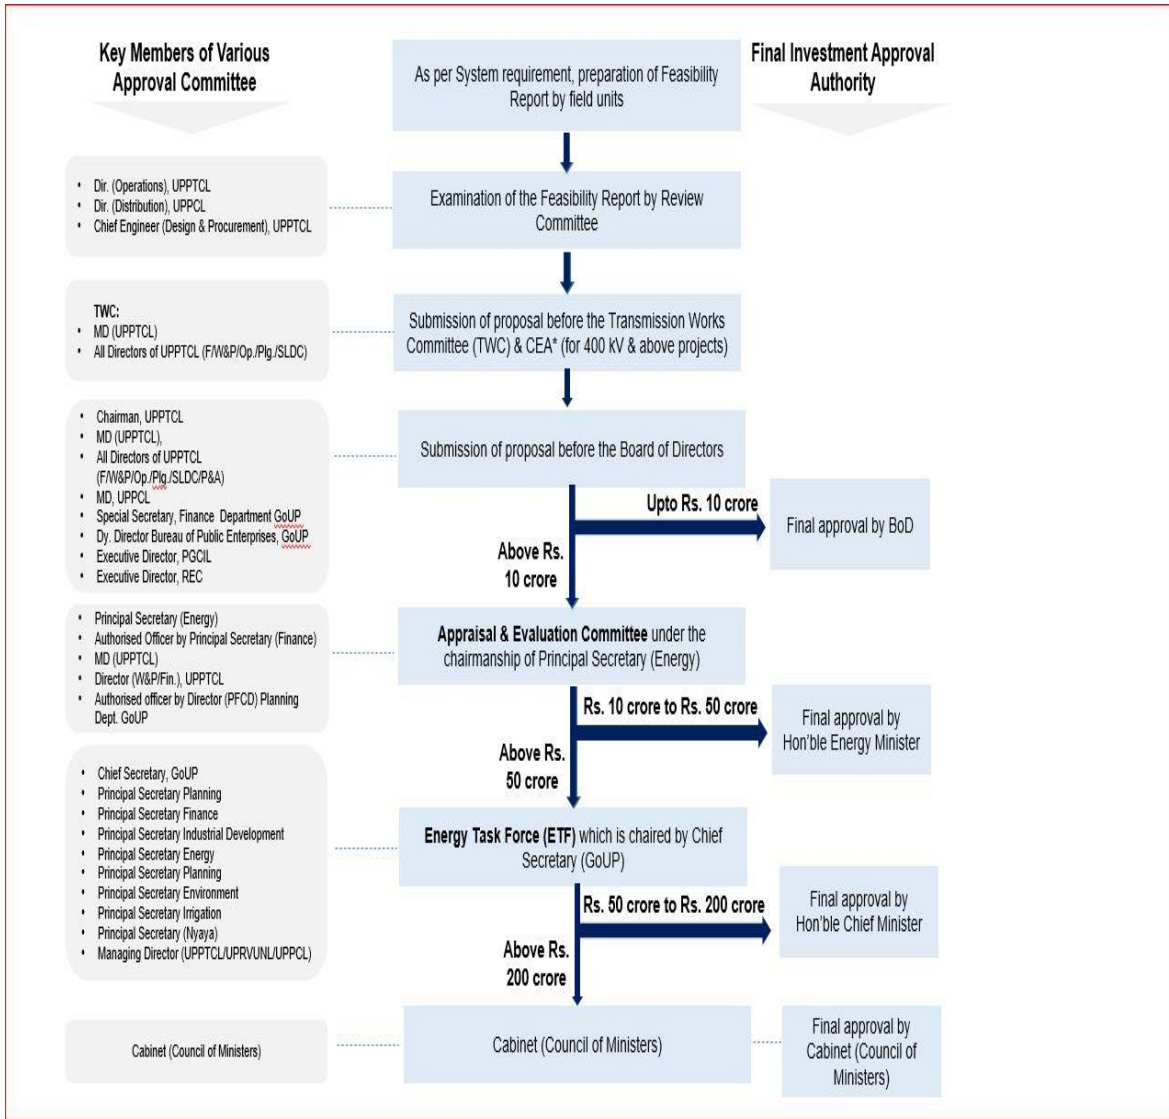 Key Members of Various
Approval Committee
As per System requirement, preparation of Feasibility
Report by field units
Final Investment Approval
Authority
• Dir. (Operations), UPPTCL
• Dir. (Distribution), UPPCL
• Chief Engineer (Design & Procurement), UPPTCL
Examination of the Feasibility Report by Review
Committee
TWC:
• MD (UPPTCL)
• All Directors of UPPTCL (F/W&P/Op./Plg./SLDC)
Submission of proposal before the Transmission Works
Committee (TWC) & CEA* (for 400 kV & above projects)
• Chairman, UPPTCL
• MD (UPPTCL),
• All Directors of UPPTCL
(F/W&P/Op./Plg./SLDC/P&A)
• MD, UPPCL
• Special Secretary, Finance Department GoUP
• Dy. Director Bureau of Public Enterprises, GoUP
• Executive Director, PGCIL
• Executive Director, REC
Submission of proposal before the Board of Directors
Upto Rs. 10 crore
Final approval by BoD
Above Rs.
10 crore
• Principal Secretary (Energy)
• Authorised Officer by Principal Secretary (Finance)
• MD (UPPTCL)
• Director (W&P/Fin.), UPPTCL
• Authorised officer by Director (PFCD) Planning
Dept. GoUP
Appraisal & Evaluation Committee under the
chairmanship of Principal Secretary (Energy)
Rs. 10 crore to Rs. 50 crore
Final approval by
Hon'ble Energy Minister
Above Rs.
50 crore
• Chief Secretary, GoUP
• Principal Secretary Planning
• Principal Secretary Finance
• Principal Secretary Industrial Development
• Principal Secretary Energy
• Principal Secretary Planning
• Principal Secretary Environment
• Principal Secretary Irrigation
• Principal Secretary (Nyaya)
• Managing Director (UPPTCL/UPRVUNL/UPPCL)
Energy Task Force (ETF) which is chaired by Chief
Secretary (GoUP)
Rs. 50 crore to Rs. 200 crore
Final approval by
Hon'ble Chief Minister
Above Rs.
200 crore
Cabinet (Council of Ministers)
Cabinet (Council of Ministers)
Final approval by
Cabinet (Council of
Ministers)